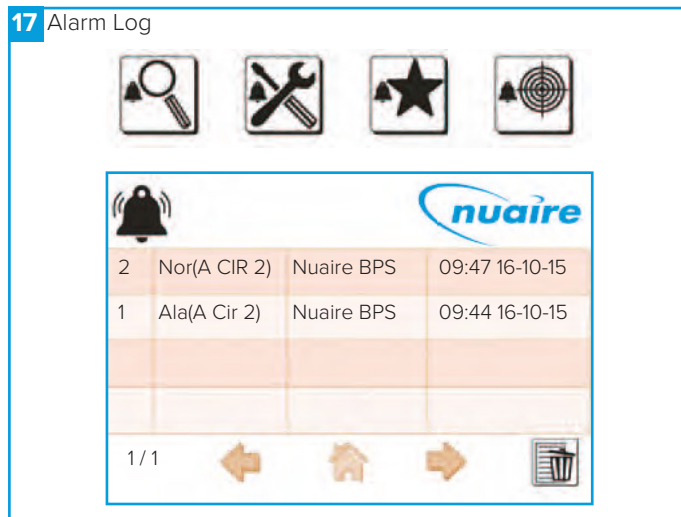 17 Alarm Log
nuaire
2 Nor(A CIR 2) Nuaire BPS 09:47 16-10-15
1 Ala(A Cir 2) Nuaire BPS 09:44 16-10-15
1 / 1